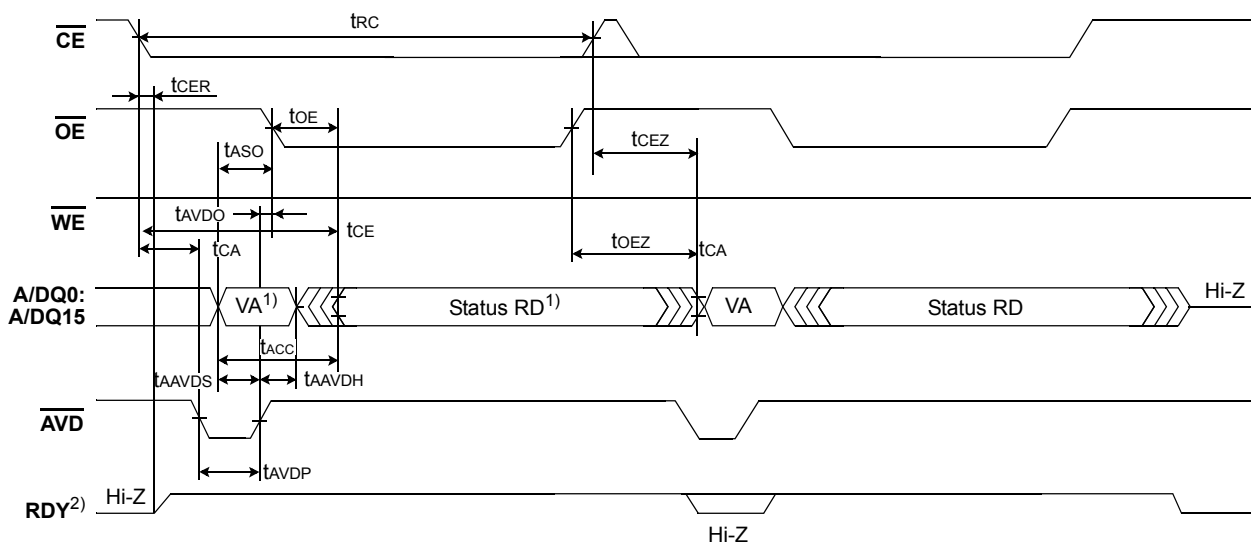 CE
tRC
tCER
OE
tOE
tCEZ
tASO
WE
tAVDO
tCE
tCA
tOEZ
tCA
A/DQ0:
A/DQ15
VA1)
Status RD1)
VA
Status RD
Hi-Z
tACC
tAAVDS
tAAVDH
AVD
tAVDP
Hi-Z
RDY2)
Hi-Z